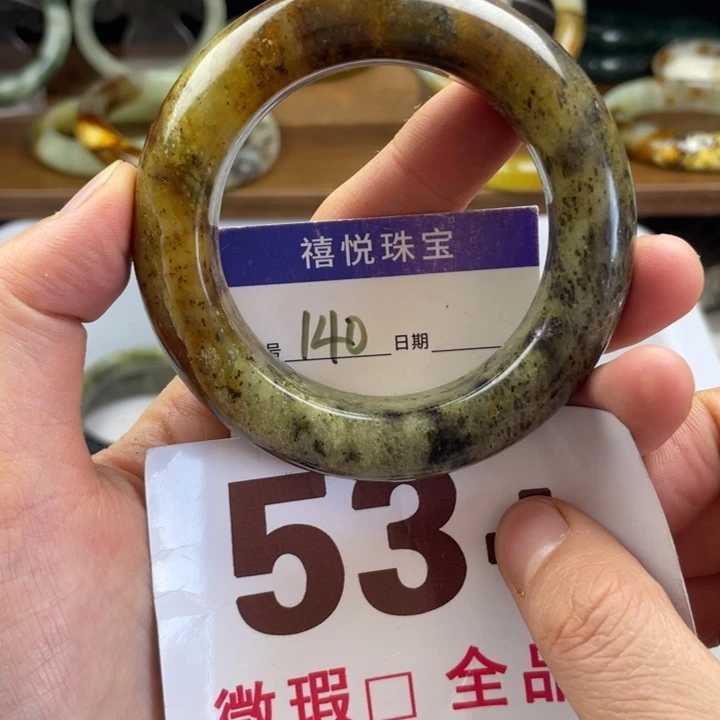 禧悦珠宝
号 140 日期
53
微瑕□ 全品